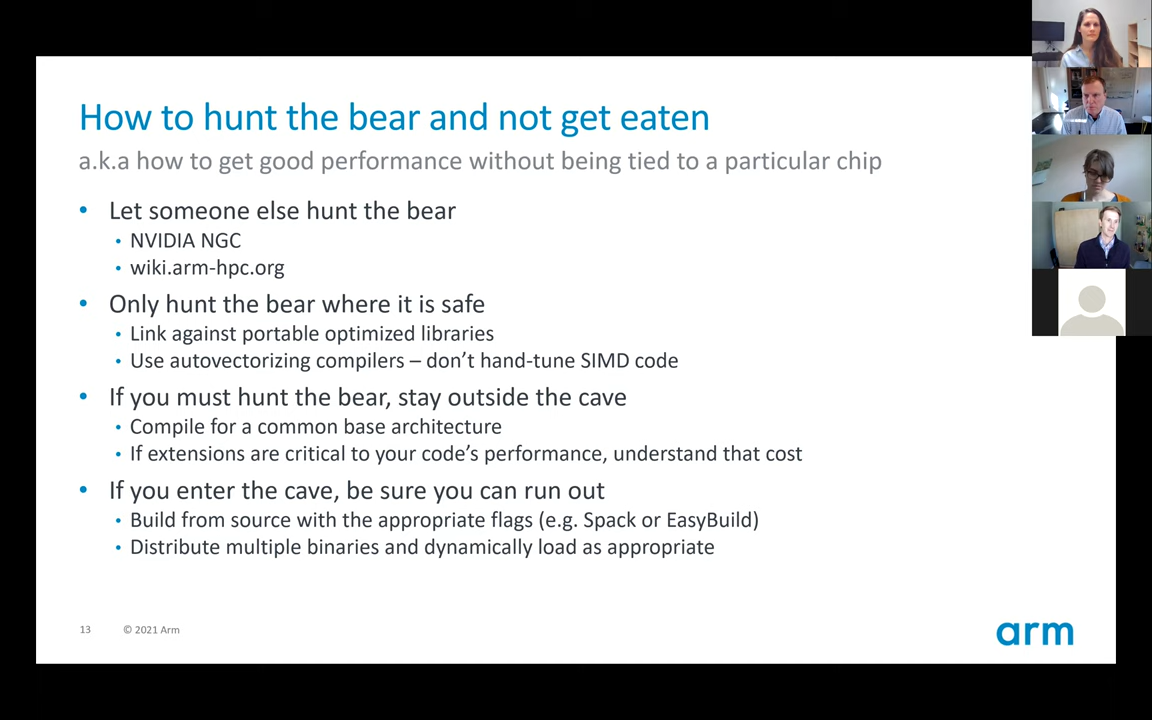 How to hunt the bear and not get eaten
a.k.a how to get good performance without being tied to a particular chip
• Let someone else hunt the bear
• NVIDIA NGC
• wiki.arm-hpc.org
• Only hunt the bear where it is safe
• Link against portable optimized libraries
• Use autovectorizing compilers – don’t hand-tune SIMD code
• If you must hunt the bear, stay outside the cave
• Compile for a common base architecture
• If extensions are critical to your code’s performance, understand that cost
• If you enter the cave, be sure you can run out
• Build from source with the appropriate flags (e.g. Spack or EasyBuild)
• Distribute multiple binaries and dynamically load as appropriate
13 © 2021 Arm
arm